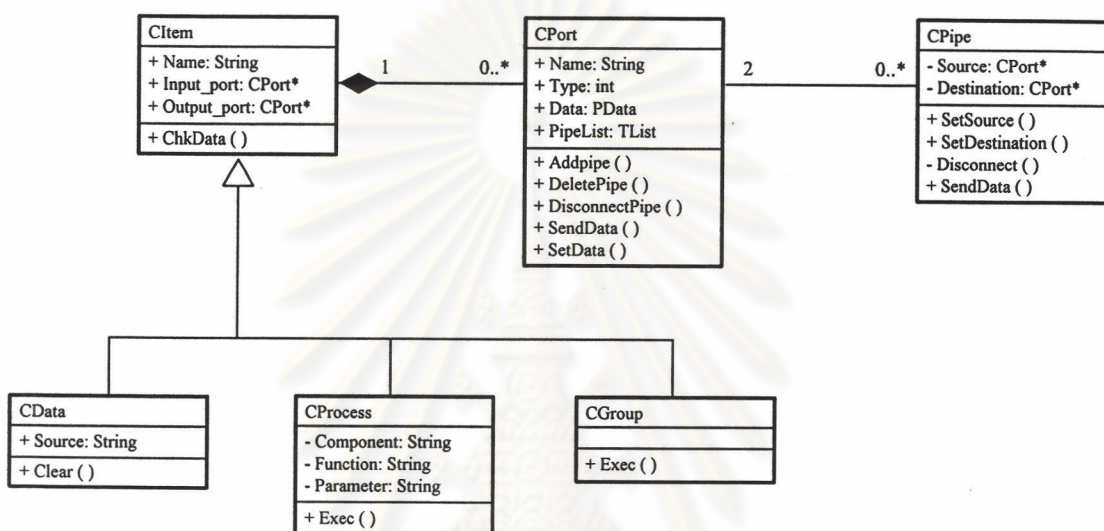 CItem
+ Name: String
+ Input_port: CPort*
+ Output_port: CPort*
+ ChkData ( )
1
0..*
CPort
+ Name: String
+ Type: int
+ Data: PData
+ PipeList: TList
+ Addpipe ( )
+ DeletePipe ( )
+ DisconnectPipe ( )
+ SendData ( )
+ SetData ( )
2
0..*
CPipe
- Source: CPort*
- Destination: CPort*
+ SetSource ( )
+ SetDestination ( )
- Disconnect ( )
+ SendData ( )
CData
+ Source: String
+ Clear ( )
CProcess
- Component: String
- Function: String
- Parameter: String
+ Exec ( )
CGroup
+ Exec ( )